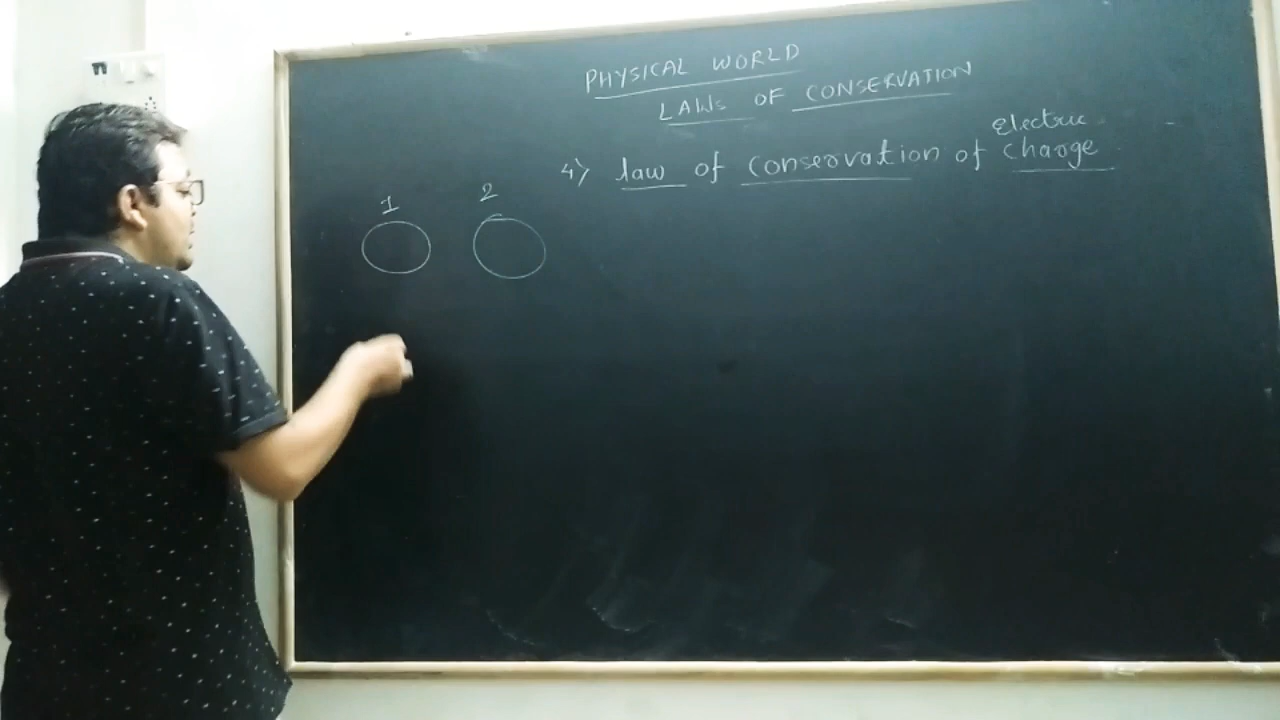 PHYSICAL WORLD
LAWS OF CONSERVATION
Electric
4) law of conservation of charge
1 2